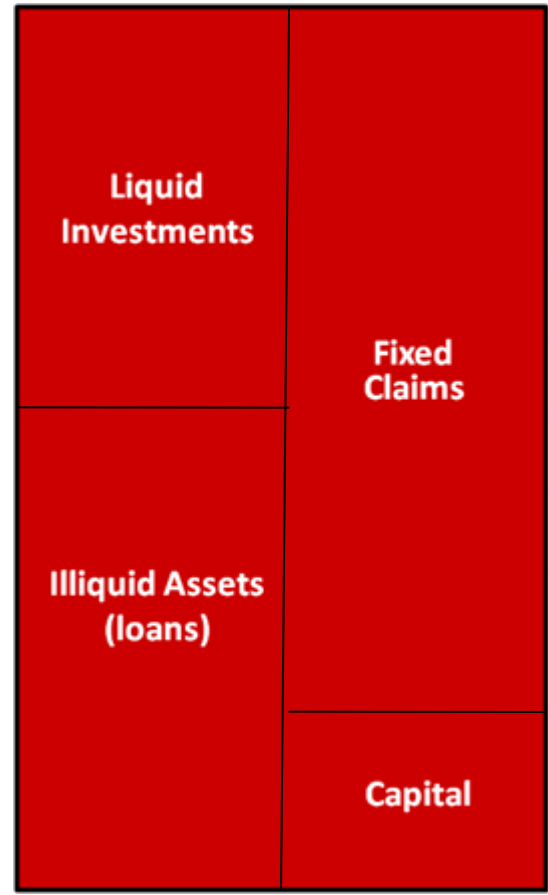 Liquid
Investments
Fixed
Claims
Illiquid Assets
(loans)
Capital